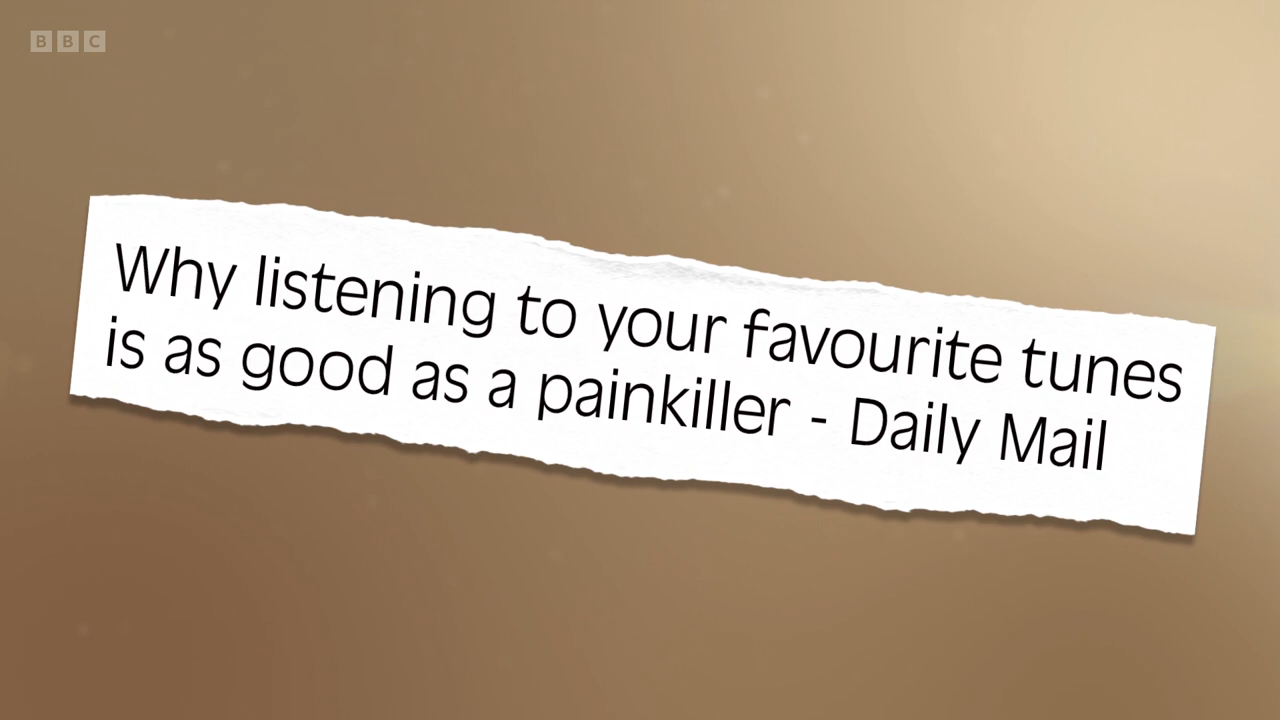 BBC
Why listening to your favourite tunes
is as good as a painkiller - Daily Mail